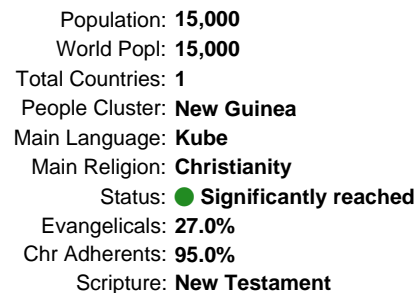 Population: 15,000
World Popl: 15,000
Total Countries: 1
People Cluster: New Guinea
Main Language: Kube
Main Religion: Christianity
Status: Significantly reached
Evangelicals: 27.0%
Chr Adherents: 95.0%
Scripture: New Testament